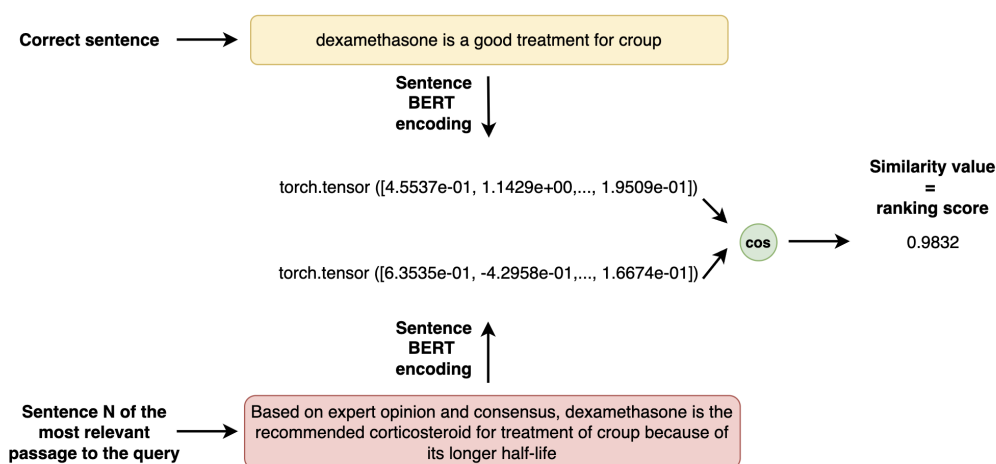 Correct sentence
dexamethasone is a good treatment for croup
Sentence
BERT
encoding
torch.tensor ([4.5537e-01, 1.1429e+00,..., 1.9509e-01])
Similarity value
=
ranking score
cos
0.9832
torch.tensor ([6.3535e-01, -4.2958e-01,..., 1.6674e-01])
Sentence
BERT
encoding
Sentence N of the
most relevant
passage to the query
Based on expert opinion and consensus, dexamethasone is the
recommended corticosteroid for treatment of croup because of
its longer half-life